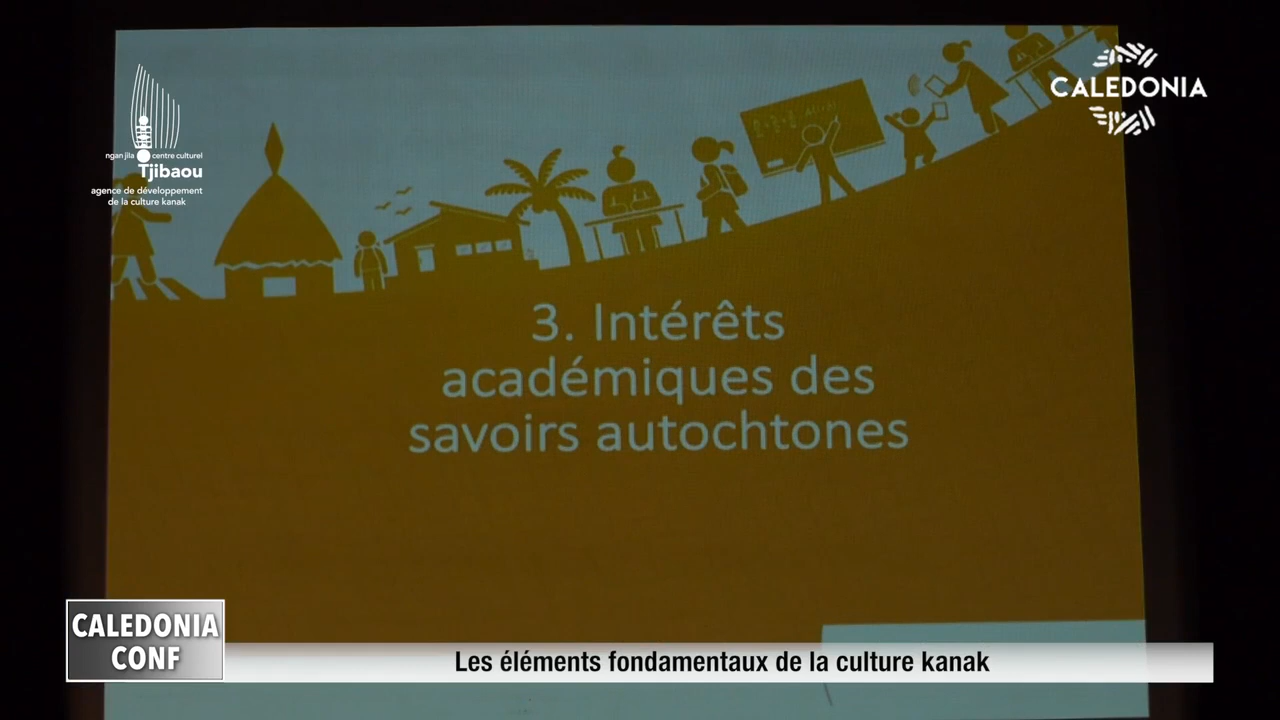 CALEDONIA
ngan jila centre culturel
Tjibaou
agence de développement
de la culture kanak
3. Intérêts
académiques des
savoirs autochtones
CALEDONIA
CONF
Les éléments fondamentaux de la culture kanak